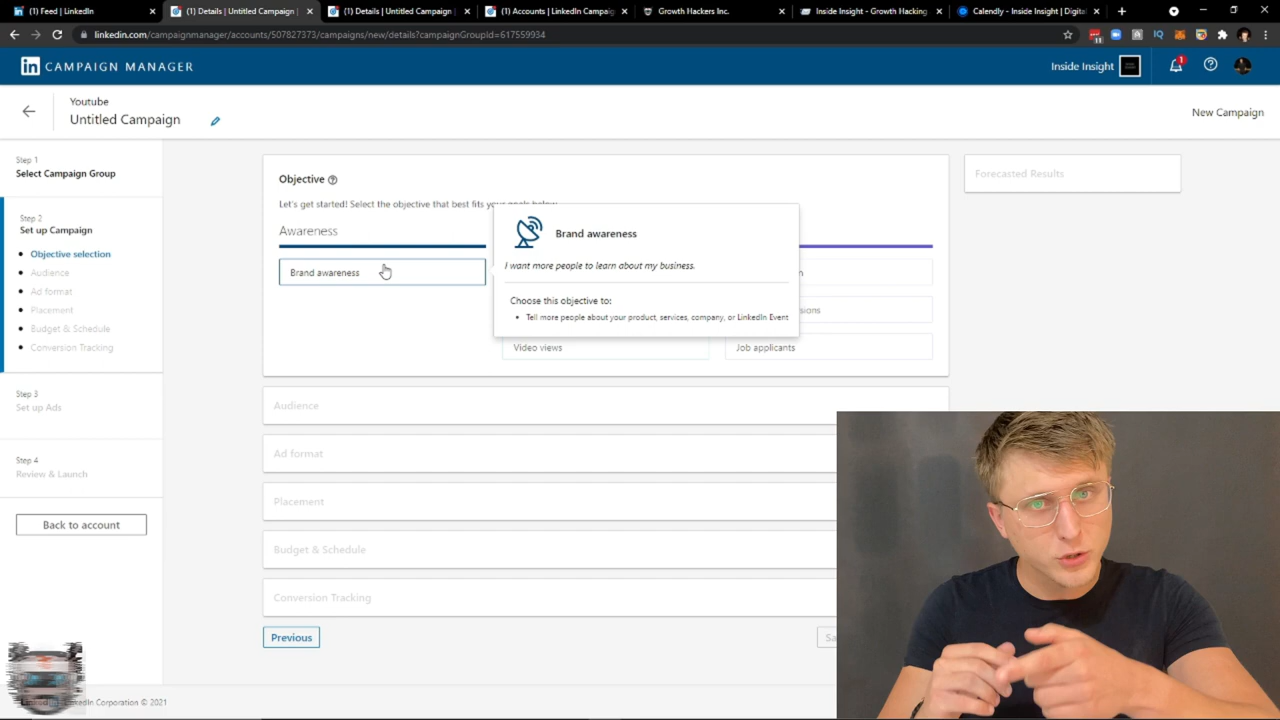 (1) Feed | LinkedIn
Details | Untitled Campaign
(1) Details | Untitled Campaign
(1) Accounts | LinkedIn Campaig
Growth Hackers Inc.
Inside Insight - Growth Hacking
Calendly - Inside Insight | Digital
linkedin.com/campaignmanager/accounts/507827373/campaigns/new/details?campaignGroupId=617559934
11
in CAMPAIGN MANAGER
Inside Insight
1
Youtube
Untitled Campaign
New Campaign
Step 1
Select Campaign Group
Step 2
Set up Campaign
Objective selection
Audience
Ad format
Placement
Budget & Schedule
Conversion Tracking
Step 3
Set up Ads
Step 4
Review & Launch
Back to account
Objective
Let's get started! Select the objective that best fits your goals below.
Awareness
Brand awareness
Brand awareness
I want more people to learn about my business.
Choose this objective to:
Tell more people about your product, services, company, or LinkedIn Event
Video views
Job applicants
Audience
Ad format
Placement
Budget & Schedule
Conversion Tracking
Previous
Sa
Forecasted Results
LinkedIn Corporation © 2021